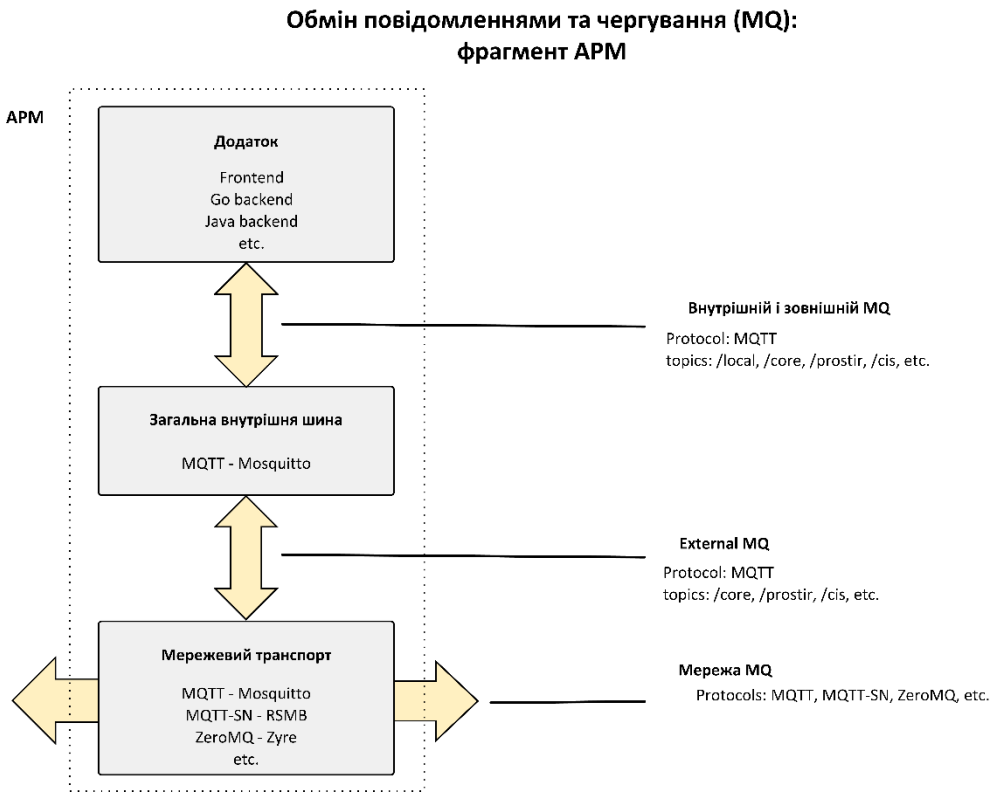 Обмін повідомленнями та чергування (MQ):
фрагмент АРМ
АРМ
Додаток
Frontend
Go backend
Java backend
etc.
Внутрішній і зовнішній MQ
Protocol: MQTT
topics: /local, /core, /prostir, /cis, etc.
Загальна внутрішня шина
MQTT - Mosquitto
External MQ
Protocol: MQTT
topics: /core, /prostir, /cis, etc.
Мережевий транспорт
MQTT - Mosquitto
MQTT-SN - RSMB
ZeroMQ - Zyre
etc.
Мережа MQ
Protocols: MQTT, MQTT-SN, ZeroMQ, etc.